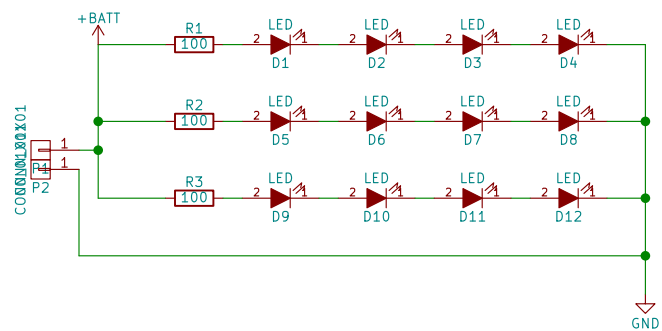 +BATT
R1 LED LED LED LED
100 2 1 2 1 2 1 2 1
D1 D2 D3 D4
R2 LED LED LED LED
100 2 1 2 1 2 1 2 1
D5 D6 D7 D8
1
P1
1
P2
R3 LED LED LED LED
100 2 1 2 1 2 1 2 1
D9 D10 D11 D12
GND